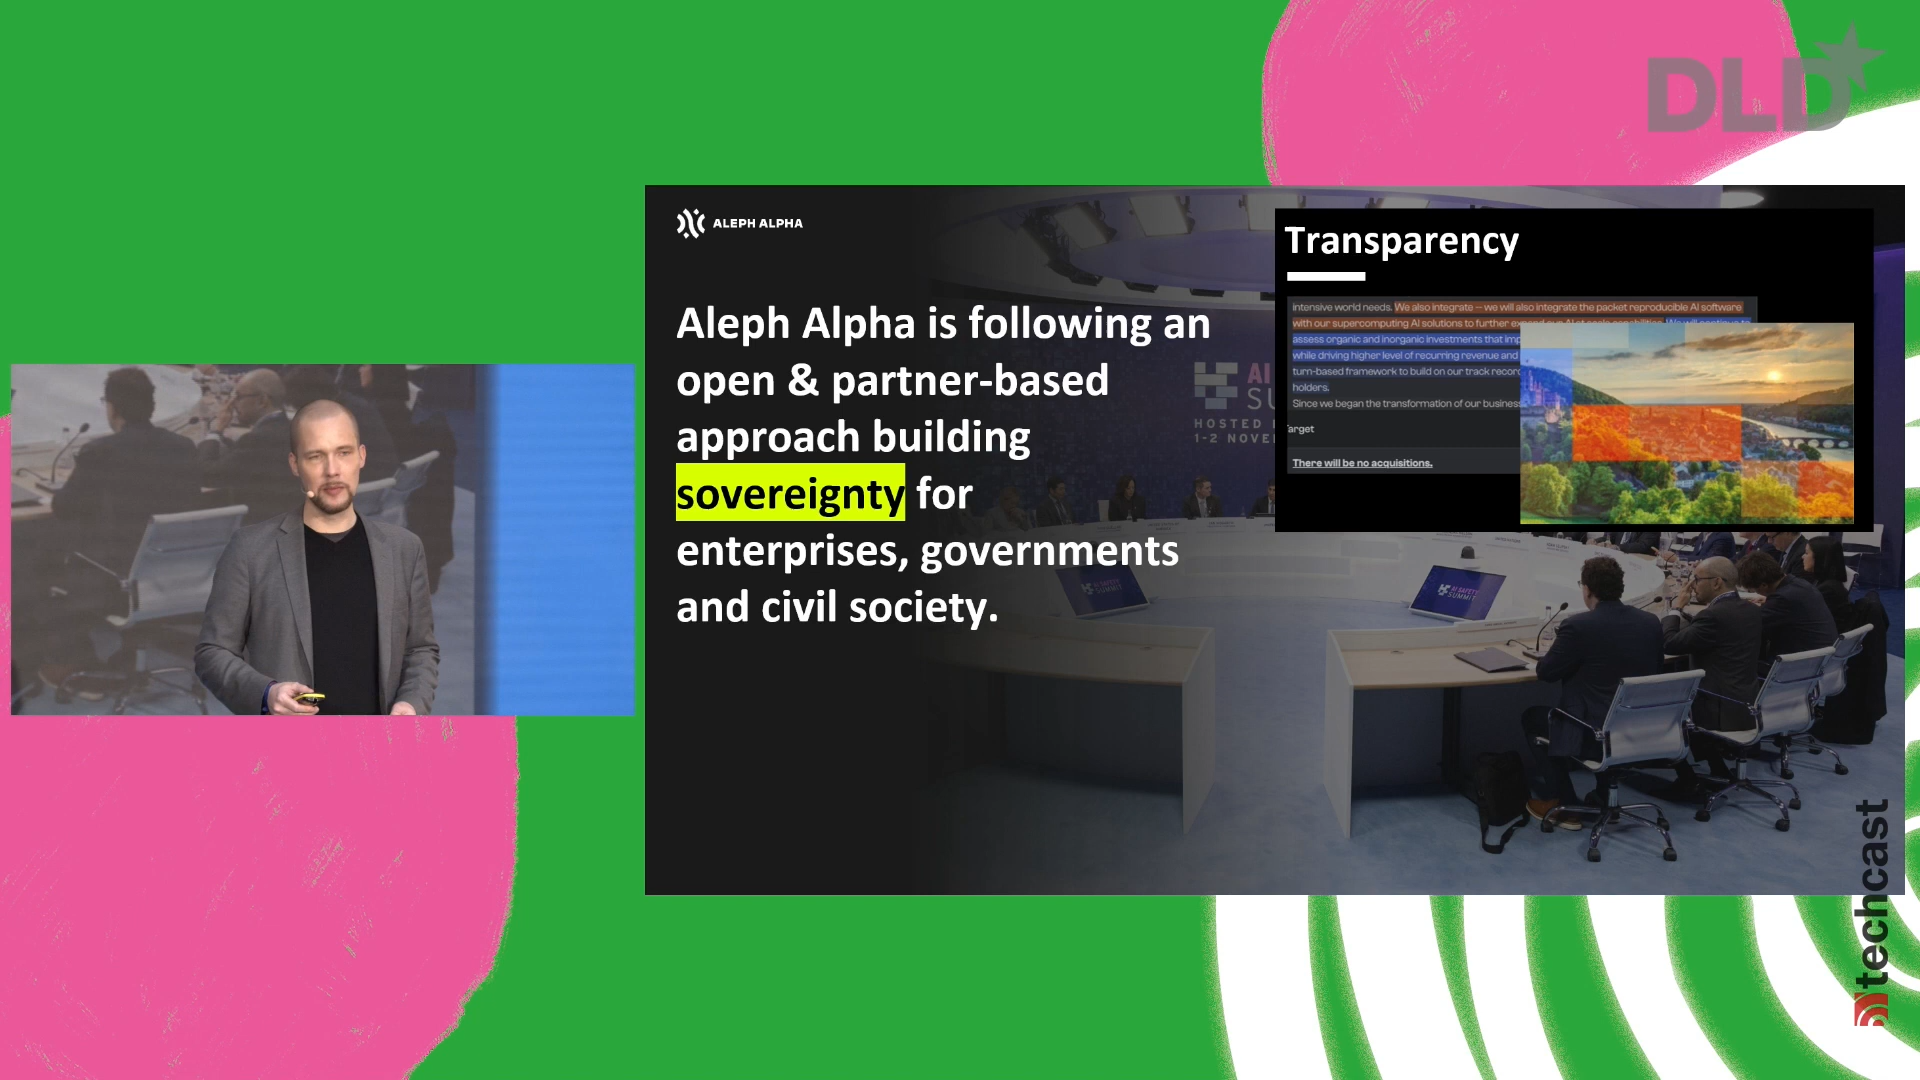 DLD
ALEPH ALPHA
Aleph Alpha is following an
open & partner-based
approach building
sovereignty for
enterprises, governments
and civil society.
Transparency
intensive world needs. We also integrate – we will also integrate the packet reproducible AI software
with our supercomputing AI solutions to further
assess organic and inorganic investments that
while driving higher level of recurring revenue and
turn-based framework to build on our track
holders.
Since we began the transformation of our business
There will be no acquisitions.
AI
HOSTED
1-2
AI SAFETY
SUMMIT
techcast